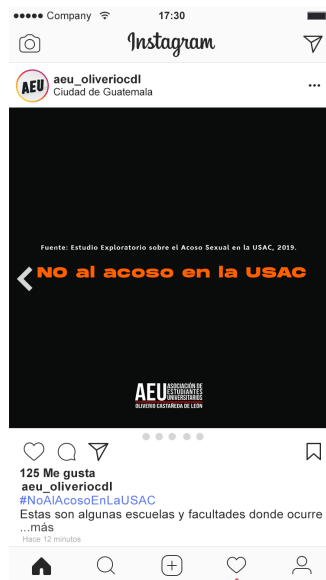 Company
17:30
Instagram
AEU
aeu_oliveriocdl
Ciudad de Guatemala
Fuente: Estudio Exploratorio sobre el Acoso Sexual en la USAC, 2019.
NO al acoso en la USAC
AEU
ASOCIACIÓN DE
ESTUDIANTES
UNIVERSITARIOS
OLIVERIO CASTAÑEDA DE LEÓN
125 Me gusta
aeu_oliveriocdl
#NoAlAcosoEnLaUSAC
Estas son algunas escuelas y facultades donde ocurre
...más
Hace 12 minutos